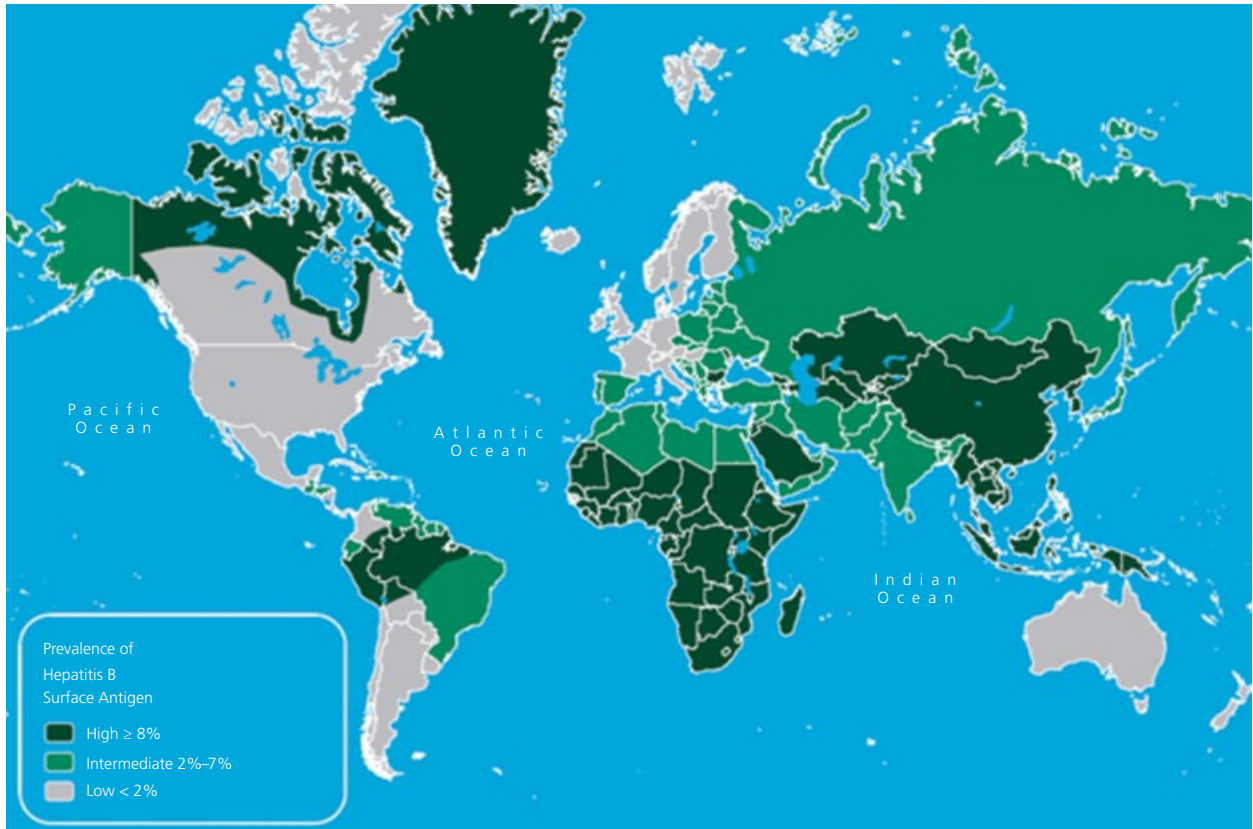 Pacific
Ocean
Atlantic
Ocean
Indian
Ocean
Prevalence of
Hepatitis B
Surface Antigen
High ≥ 8%
Intermediate 2%–7%
Low < 2%